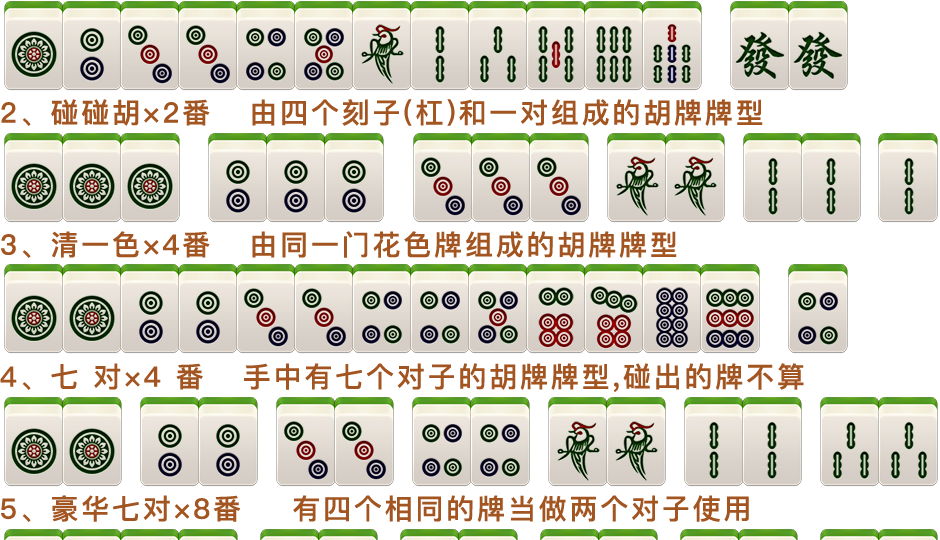 發 發
2、碰碰胡×2番 由四个刻子(杠)和一对组成的胡牌牌型
3、清一色×4番 由同一门花色牌组成的胡牌牌型
4、七 对×4 番 手中有七个对子的胡牌牌型,碰出的牌不算
5、豪华七对×8番 有四个相同的牌当做两个对子使用